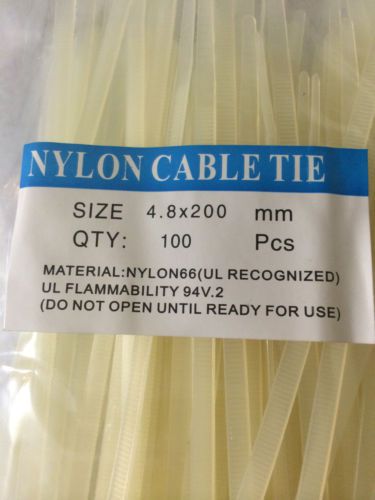 NYLON CABLE TIE
SIZE 4.8x200 mm
QTY: 100 Pcs
MATERIAL:NYLON66(UL RECOGNIZED)
UL FLAMMABILITY 94V.2
(DO NOT OPEN UNTIL READY FOR USE)